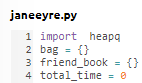 janeeyre.py
1 import  heapq
2 bag = {}
3 friend_book = {}
4 total_time = 0